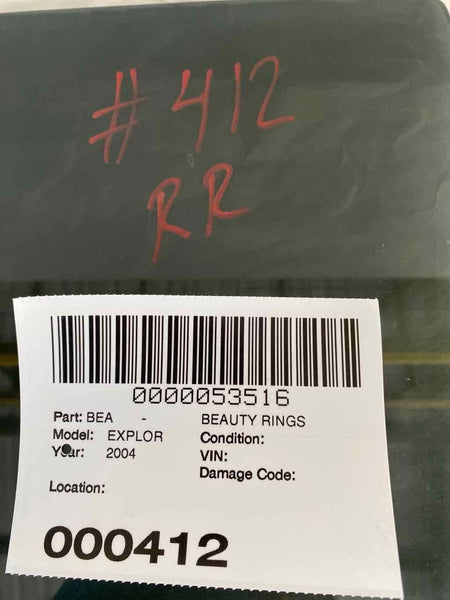 #412
RR
0000053516
Part: BEA - BEAUTY RINGS
Model: EXPLOR Condition:
Year: 2004 VIN:
Damage Code:
Location:
000412